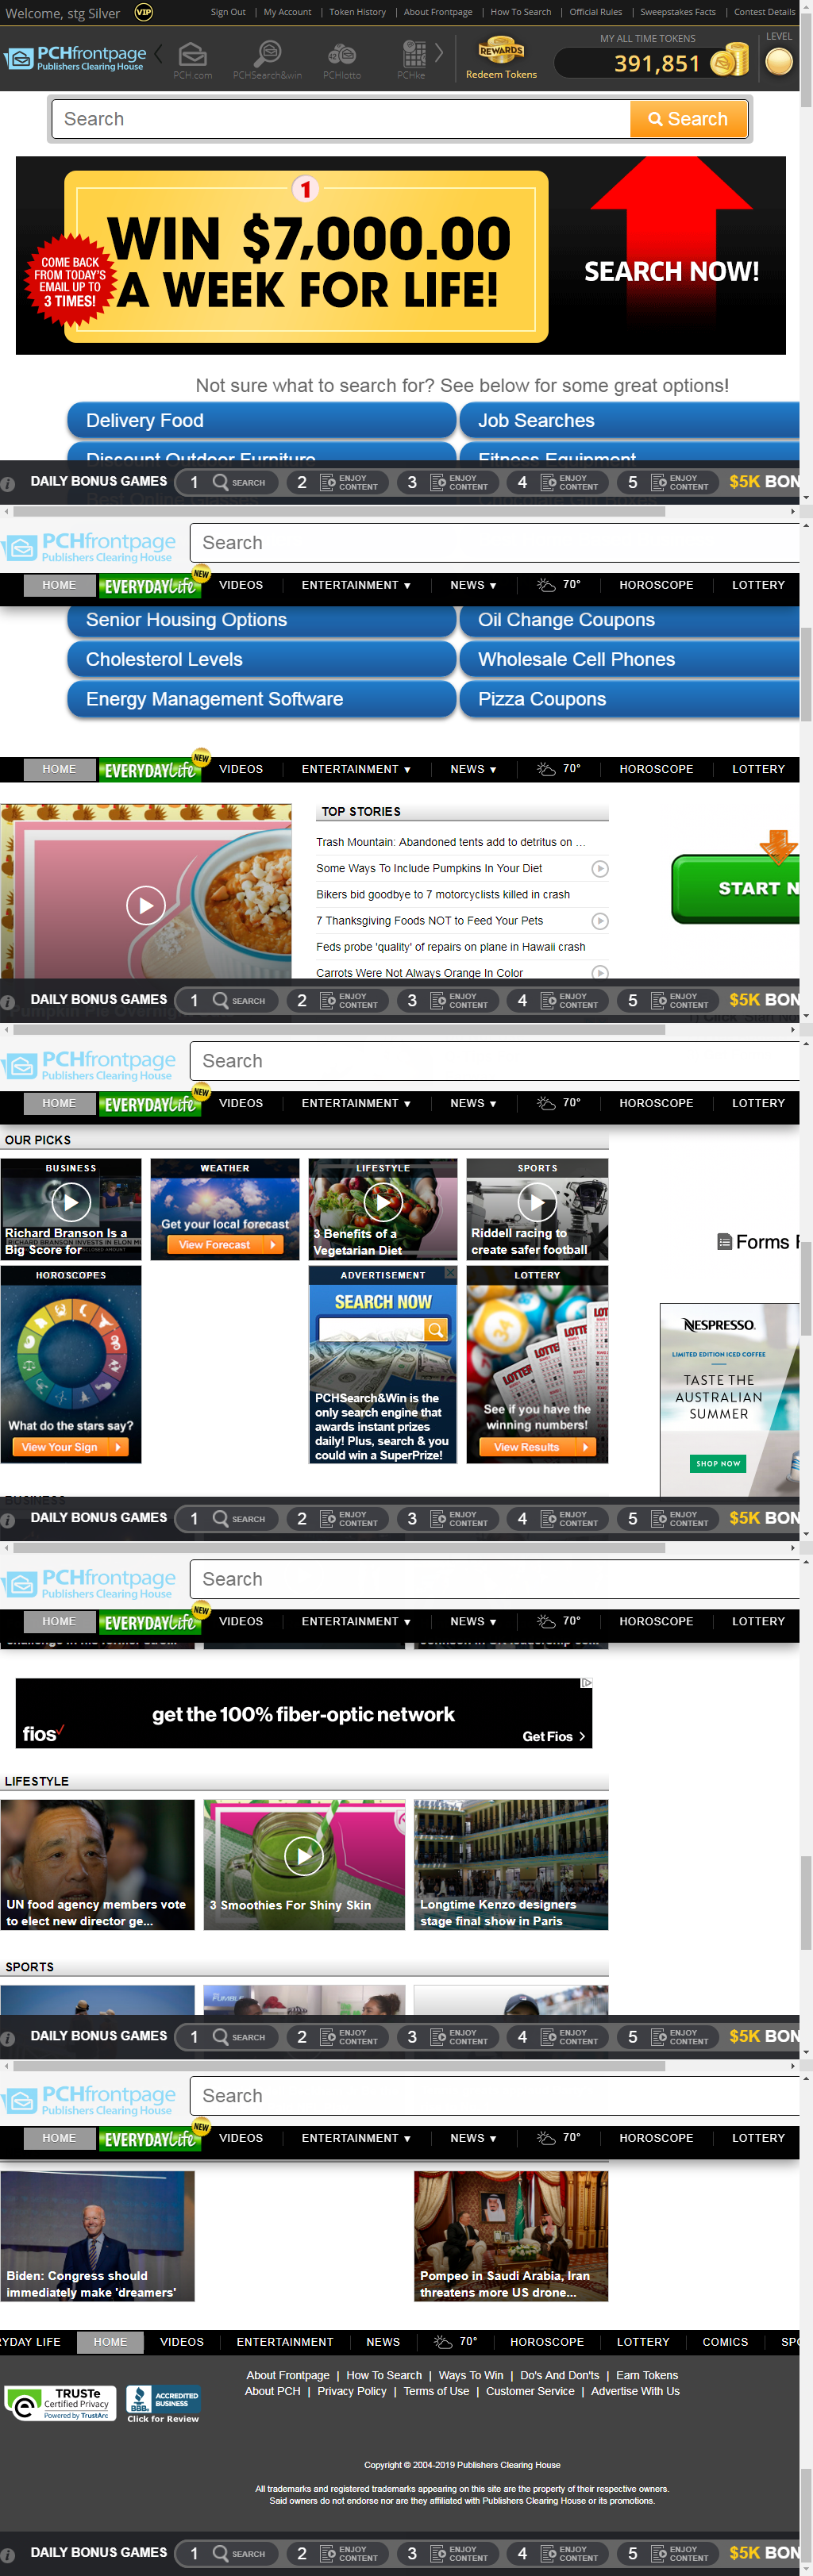 Welcome, stg Silver VIP
Sign Out | My Account | Token History | About Frontpage | How To Search | Official Rules | Sweepstakes Facts | Contest Details
PCHfrontpage
Publishers Clearing House
PCH.com PCHSearch&win PCHlotto PCHke
REWARDS
Redeem Tokens
MY ALL TIME TOKENS
391,851
LEVEL
Search
Search
1
WIN $7,000.00
A WEEK FOR LIFE!
COME BACK
FROM TODAY'S
EMAIL UP TO
3 TIMES!
SEARCH NOW!
Not sure what to search for? See below for some great options!
Delivery Food
Job Searches
Discount Outdoor Furniture
Fitness Equipment
Best Online Glasses
Chocolate Gift Boxes
DAILY BONUS GAMES 1 SEARCH 2 ENJOY CONTENT 3 ENJOY CONTENT 4 ENJOY CONTENT 5 ENJOY CONTENT $5K BON
PCHfrontpage
Publishers Clearing House
Search
HOME EVERYDAY Life NEW VIDEOS ENTERTAINMENT ▼ NEWS ▼ 70° HOROSCOPE LOTTERY
Senior Housing Options
Oil Change Coupons
Cholesterol Levels
Wholesale Cell Phones
Energy Management Software
Pizza Coupons
HOME EVERYDAY Life NEW VIDEOS ENTERTAINMENT ▼ NEWS ▼ 70° HOROSCOPE LOTTERY
TOP STORIES
Trash Mountain: Abandoned tents add to detritus on ...
Some Ways To Include Pumpkins In Your Diet
Bikers bid goodbye to 7 motorcyclists killed in crash
7 Thanksgiving Foods NOT to Feed Your Pets
Feds probe 'quality' of repairs on plane in Hawaii crash
Carrots Were Not Always Orange In Color
START N
Pumpkin Pie Overnig
DAILY BONUS GAMES 1 SEARCH 2 ENJOY CONTENT 3 ENJOY CONTENT 4 ENJOY CONTENT 5 ENJOY CONTENT $5K BON
PCHfrontpage
Publishers Clearing House
Search
HOME EVERYDAY Life NEW VIDEOS ENTERTAINMENT ▼ NEWS ▼ 70° HOROSCOPE LOTTERY
OUR PICKS
BUSINESS
Richard Branson Is a
Big Score for
WEATHER
Get your local forecast
View Forecast
LIFESTYLE
3 Benefits of a
Vegetarian Diet
SPORTS
Riddell racing to
create safer football
Forms F
HOROSCOPES
What do the stars say?
View Your Sign
ADVERTISEMENT
SEARCH NOW
PCHSearch&Win is the
only search engine that
awards instant prizes
daily! Plus, search & you
could win a SuperPrize!
LOTTERY
LOTTO
See if you have the
winning numbers!
View Results
NESPRESSO.
LIMITED EDITION ICED COFFEE
TASTE THE
AUSTRALIAN
SUMMER
SHOP NOW
BUSINESS
DAILY BONUS GAMES 1 SEARCH 2 ENJOY CONTENT 3 ENJOY CONTENT 4 ENJOY CONTENT 5 ENJOY CONTENT $5K BON
PCHfrontpage
Publishers Clearing House
Search
HOME EVERYDAY Life NEW VIDEOS ENTERTAINMENT ▼ NEWS ▼ 70° HOROSCOPE LOTTERY
get the 100% fiber-optic network
fios
Get Fios >
LIFESTYLE
UN food agency members vote
to elect new director ge...
3 Smoothies For Shiny Skin
Longtime Kenzo designers
stage final show in Paris
SPORTS
DAILY BONUS GAMES 1 SEARCH 2 ENJOY CONTENT 3 ENJOY CONTENT 4 ENJOY CONTENT 5 ENJOY CONTENT $5K BON
PCHfrontpage
Publishers Clearing House
Search
HOME EVERYDAY Life NEW VIDEOS ENTERTAINMENT ▼ NEWS ▼ 70° HOROSCOPE LOTTERY
Biden: Congress should
immediately make 'dreamers'
Pompeo in Saudi Arabia, Iran
threatens more US drone...
RYDAY LIFE HOME VIDEOS ENTERTAINMENT NEWS 70° HOROSCOPE LOTTERY COMICS SPO
About Frontpage | How To Search | Ways To Win | Do's And Don'ts | Earn Tokens
About PCH | Privacy Policy | Terms of Use | Customer Service | Advertise With Us
TRUSTe
Certified Privacy
Powered by TrustArc
BBB
ACCREDITED
BUSINESS
Click for Review
Copyright © 2004-2019 Publishers Clearing House
All trademarks and registered trademarks appearing on this site are the property of their respective owners.
Said owners do not endorse nor are they affiliated with Publishers Clearing House or its promotions.
DAILY BONUS GAMES 1 SEARCH 2 ENJOY CONTENT 3 ENJOY CONTENT 4 ENJOY CONTENT 5 ENJOY CONTENT $5K BON